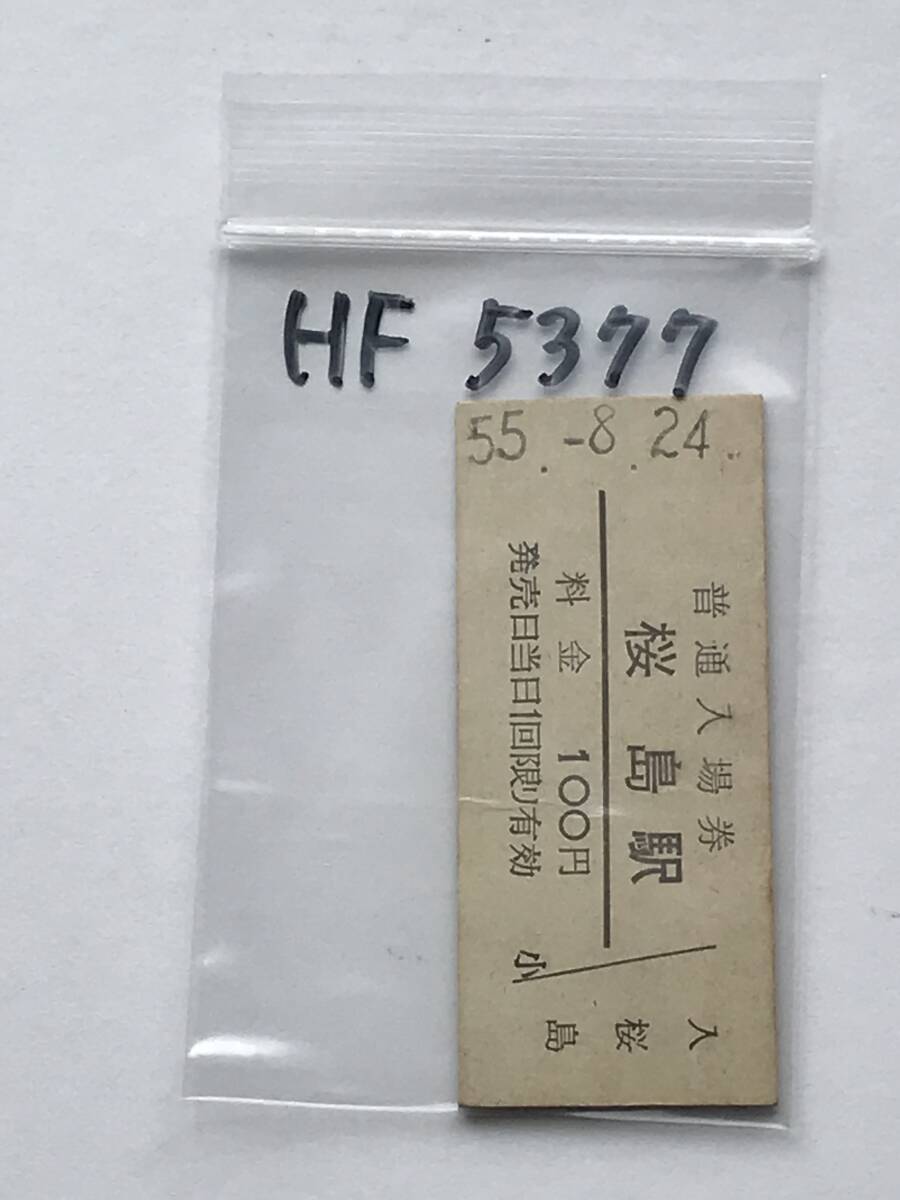 HF 5377
55.-8.24.
普通入場券
桜島駅
料金 100円
発売日当日1回限り有効
小
入
桜
島